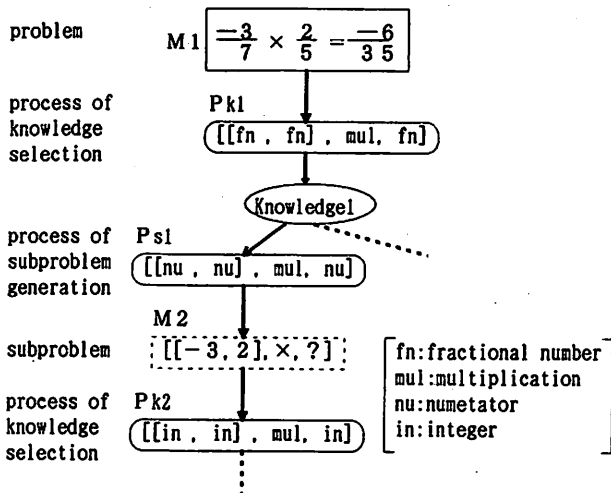 problem
M1 -3/7 × 2/5 = -6/35
process of
knowledge
selection
Pk1
[[fn , fn] , mul, fn]
Knowledge1
process of
subproblem
generation
Ps1
[[nu , nu] , mul, nu]
M2
subproblem
[[-3, 2], ×, ?]
process of
knowledge
selection
Pk2
[[in , in] , mul, in]
fn:fractional number
mul:multiplication
nu:numetator
in:integer